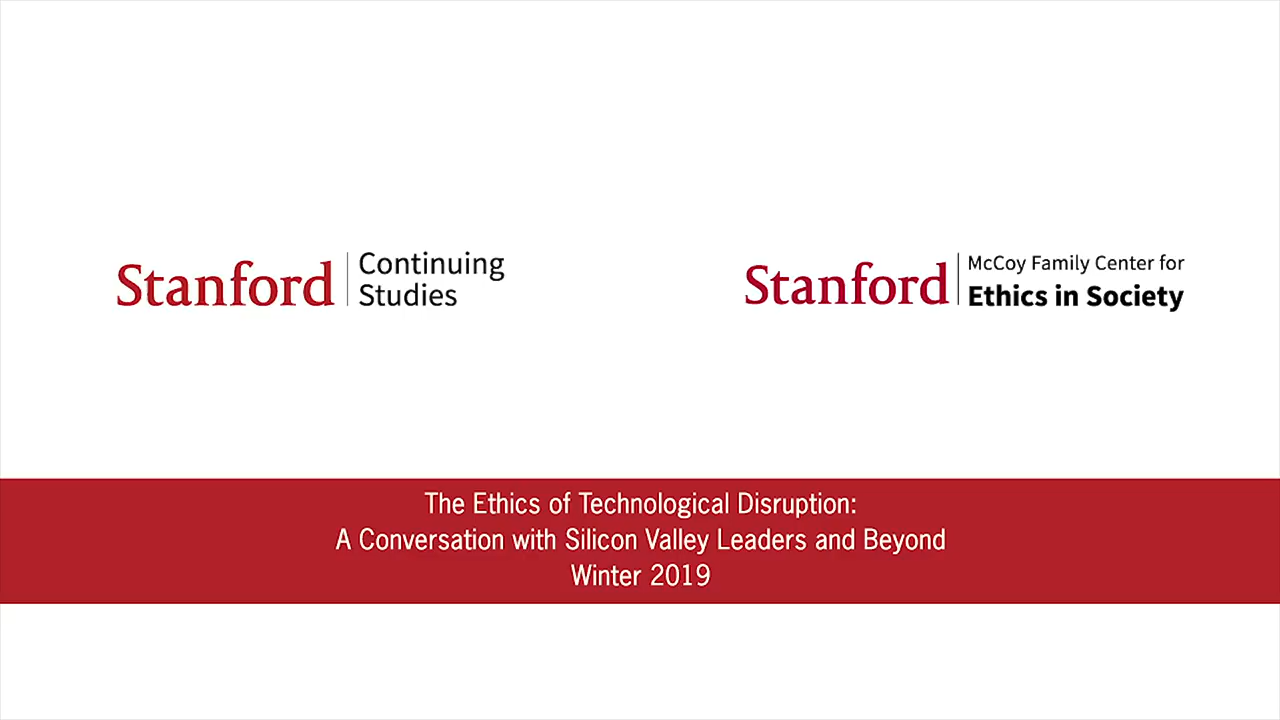 Stanford
Continuing
Studies
Stanford
McCoy Family Center for
Ethics in Society
The Ethics of Technological Disruption:
A Conversation with Silicon Valley Leaders and Beyond
Winter 2019